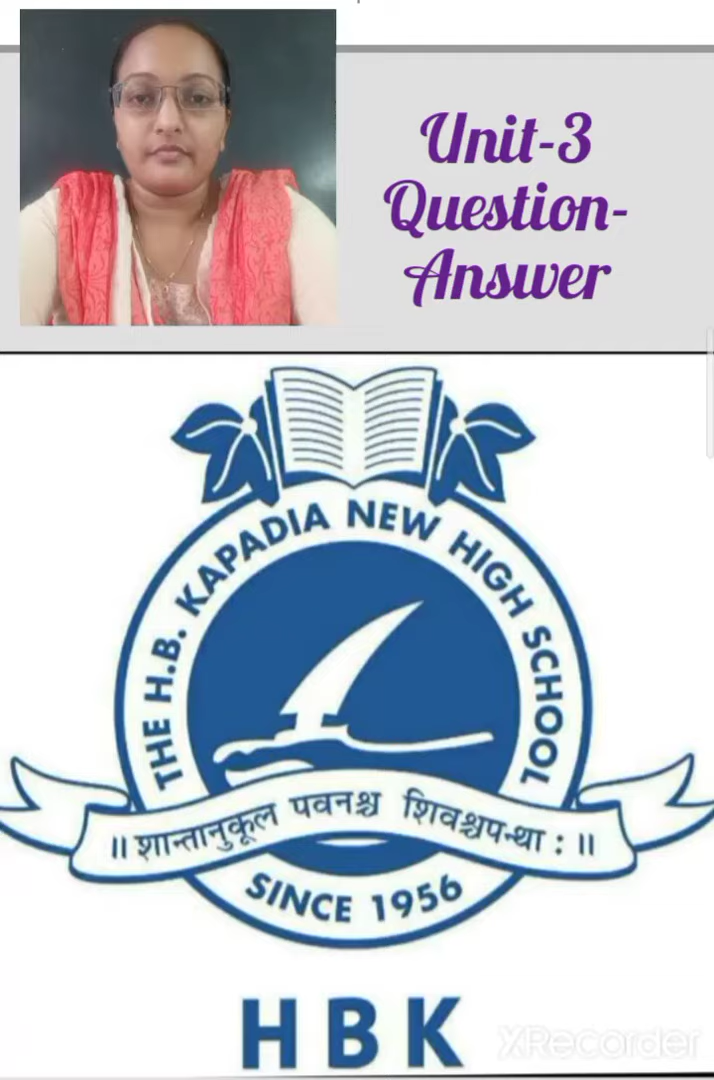 Unit-3
Question-
Answer
THE H.B. KAPADIA NEW HIGH SCHOOL
॥ शान्तानुकूल पवनश्च शिवश्चपन्था : ॥
SINCE 1956
HBK
XRecorder